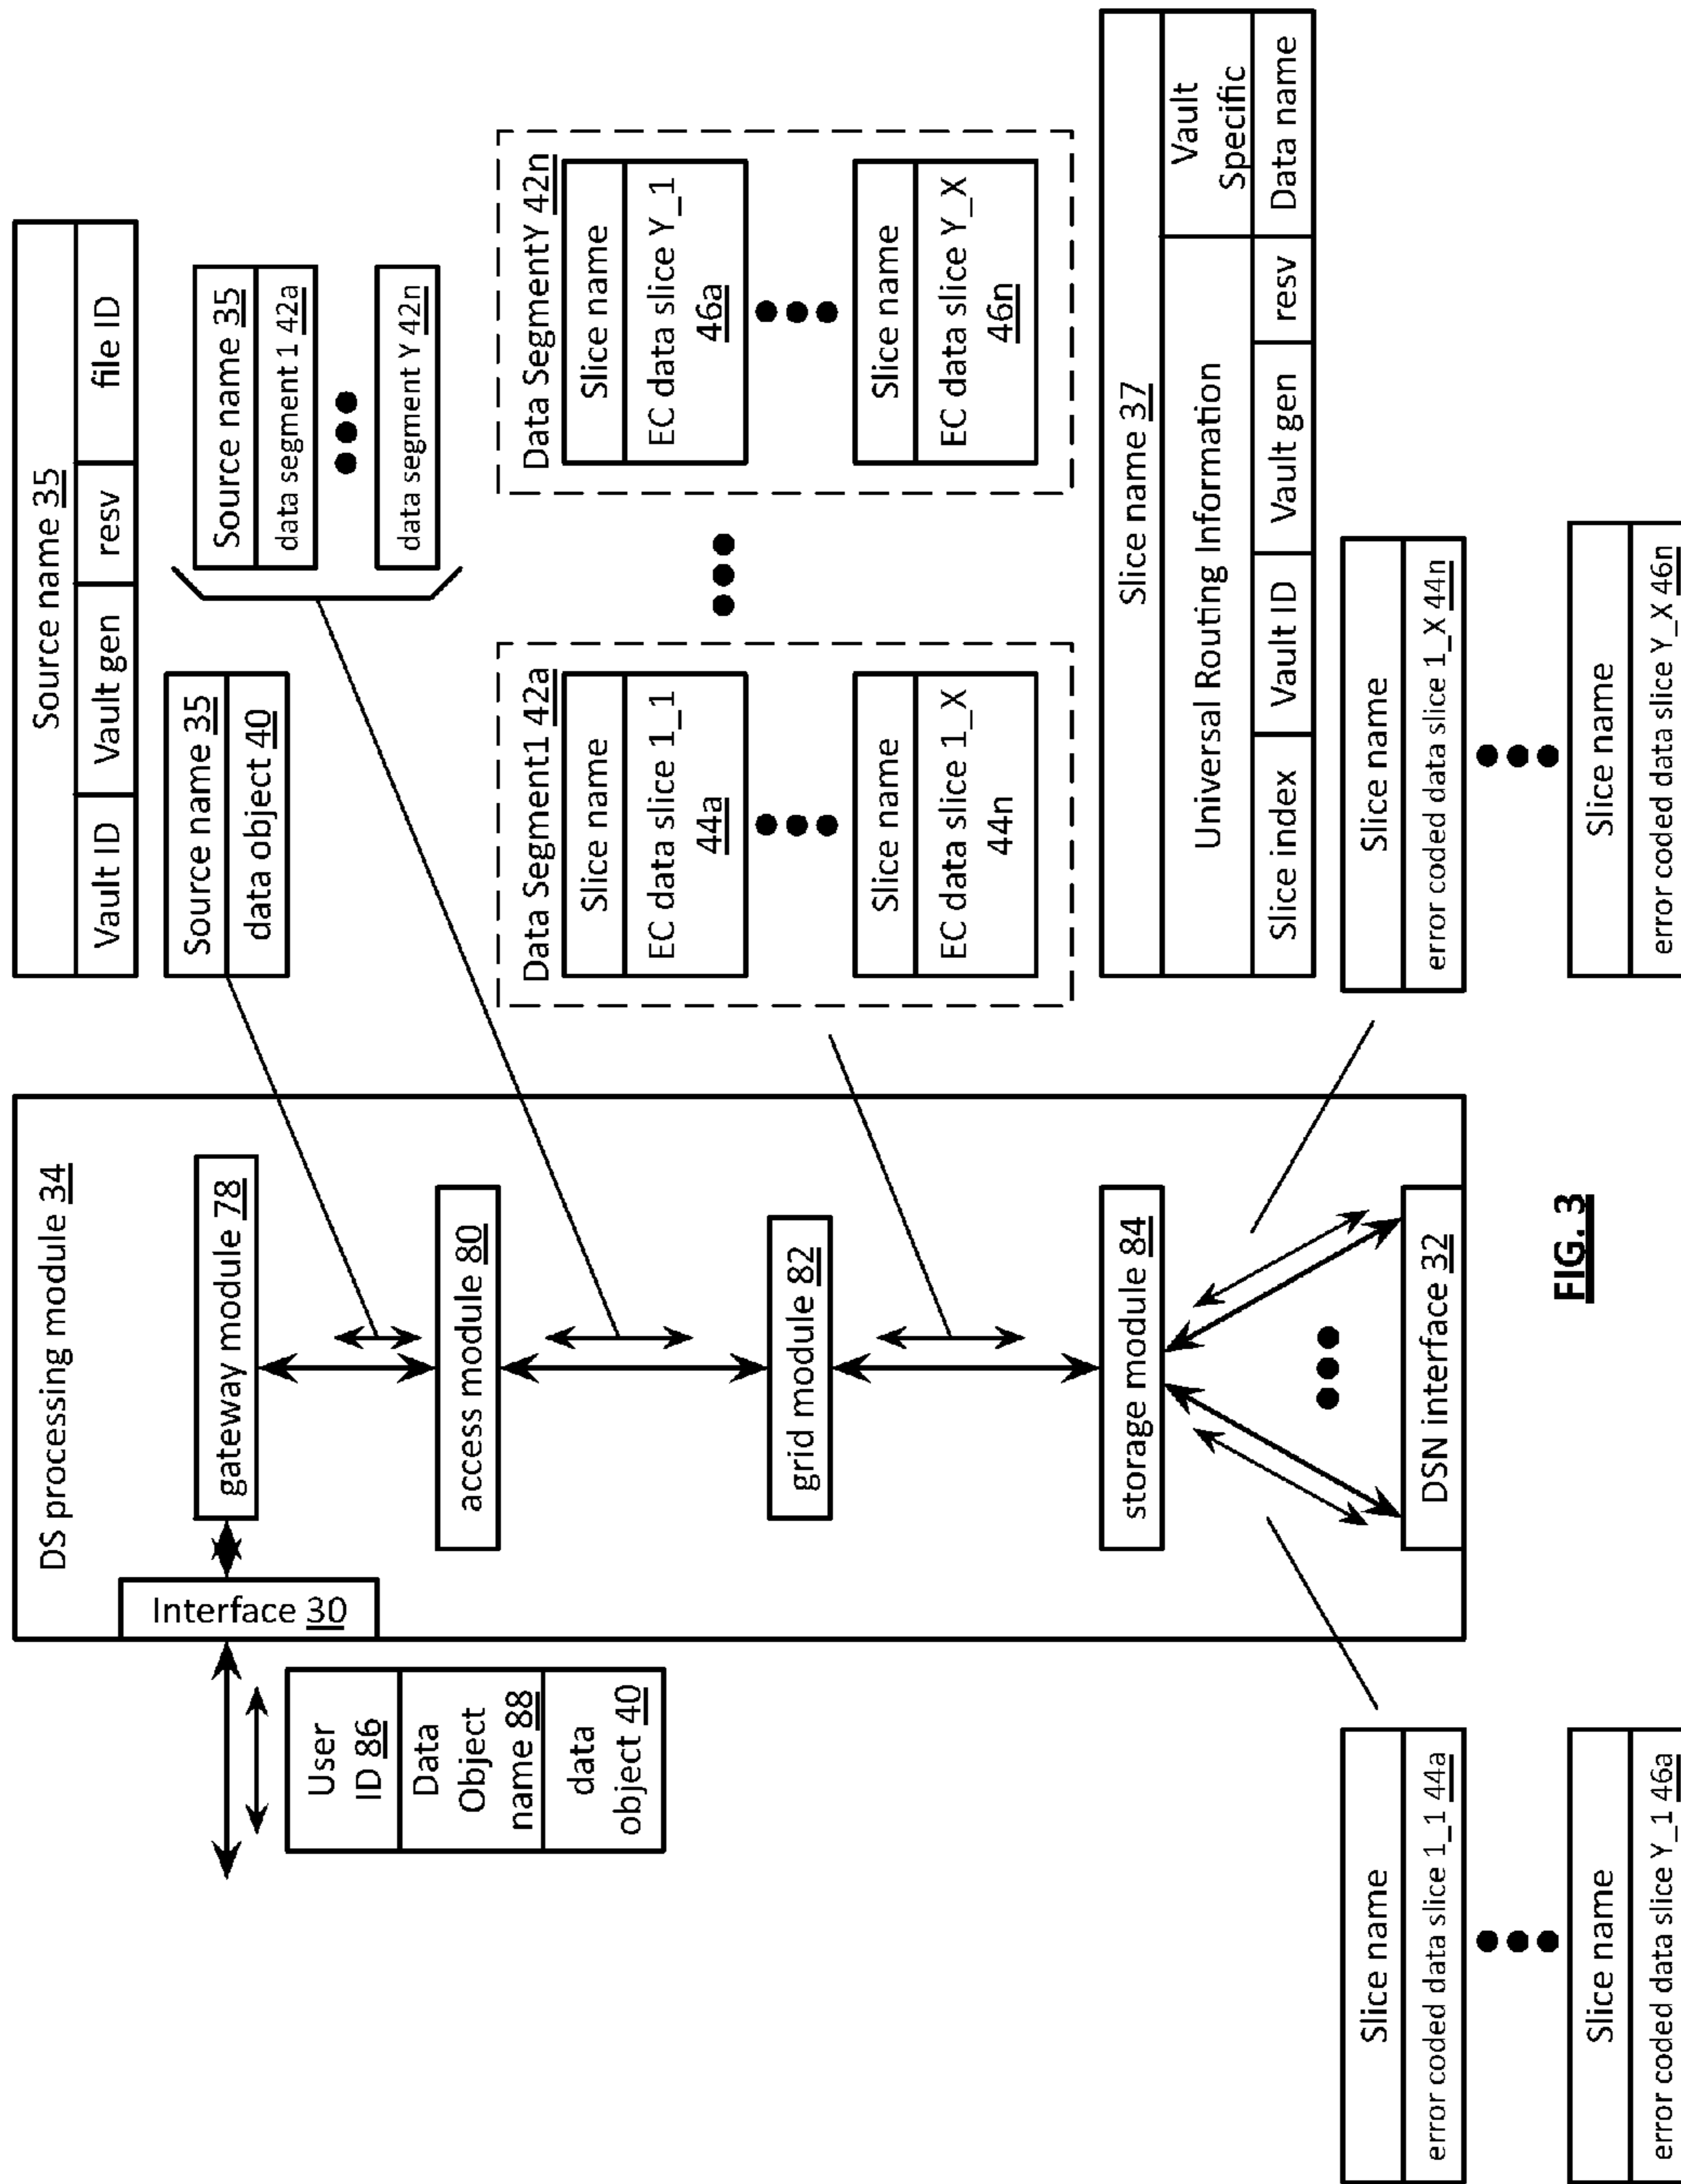 DS processing module 34
Interface 30
gateway module 78
access module 80
grid module 82
storage module 84
DSN interface 32
User
ID 86
Data
Object
name 88
data
object 40
Source name 35
Vault ID
Vault gen
resv
file ID
Source name 35
data object 40
Source name 35
data segment 1 42a
data segment Y 42n
Data Segment1 42a
Slice name
EC data slice 1_1
44a
Slice name
EC data slice 1_X
44n
Data SegmentY 42n
Slice name
EC data slice Y_1
46a
Slice name
EC data slice Y_X
46n
Slice name 37
Universal Routing Information
Vault
Specific
Slice index
Vault ID
Vault gen
resv
Data name
Slice name
error coded data slice 1_1 44a
Slice name
error coded data slice Y_1 46a
Slice name
error coded data slice 1_X 44n
Slice name
error coded data slice Y_X 46n
FIG. 3